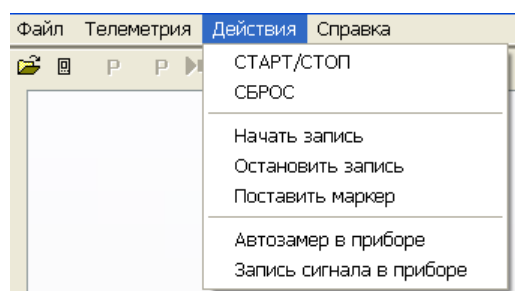 Файл Телеметрия Действия Справка
P P
СТАРТ/СТОП
СБРОС
Начать запись
Остановить запись
Поставить маркер
Автозамер в приборе
Запись сигнала в приборе